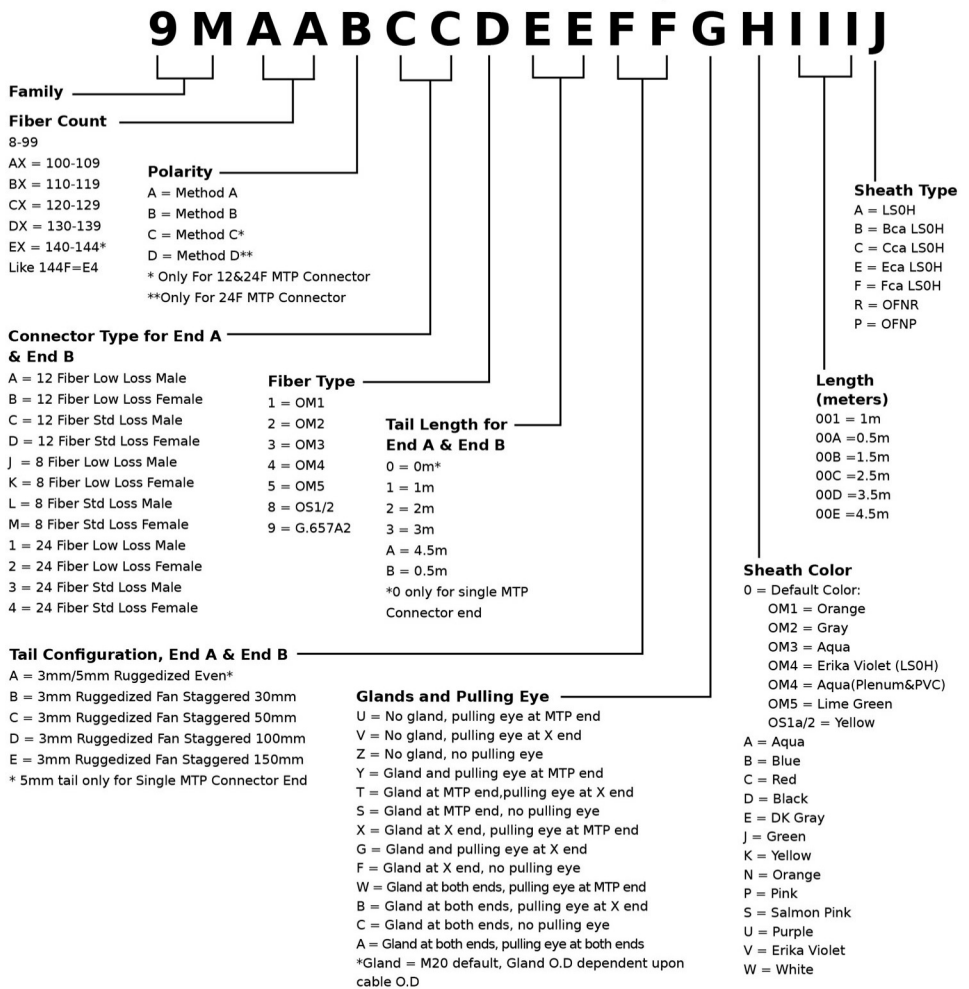 9 M A A B C C D E E F F G H I I I J
Family
Fiber Count
8-99
AX = 100-109
BX = 110-119
CX = 120-129
DX = 130-139
EX = 140-144*
Like 144F=E4
Polarity
A = Method A
B = Method B
C = Method C*
D = Method D**
* Only For 12&24F MTP Connector
**Only For 24F MTP Connector
Connector Type for End A
& End B
A = 12 Fiber Low Loss Male
B = 12 Fiber Low Loss Female
C = 12 Fiber Std Loss Male
D = 12 Fiber Std Loss Female
J = 8 Fiber Low Loss Male
K = 8 Fiber Low Loss Female
L = 8 Fiber Std Loss Male
M= 8 Fiber Std Loss Female
1 = 24 Fiber Low Loss Male
2 = 24 Fiber Low Loss Female
3 = 24 Fiber Std Loss Male
4 = 24 Fiber Std Loss Female
Fiber Type
1 = OM1
2 = OM2
3 = OM3
4 = OM4
5 = OM5
8 = OS1/2
9 = G.657A2
Tail Length for
End A & End B
0 = 0m*
1 = 1m
2 = 2m
3 = 3m
A = 4.5m
B = 0.5m
*0 only for single MTP
Connector end
Tail Configuration, End A & End B
A = 3mm/5mm Ruggedized Even*
B = 3mm Ruggedized Fan Staggered 30mm
C = 3mm Ruggedized Fan Staggered 50mm
D = 3mm Ruggedized Fan Staggered 100mm
E = 3mm Ruggedized Fan Staggered 150mm
* 5mm tail only for Single MTP Connector End
Glands and Pulling Eye
U = No gland, pulling eye at MTP end
V = No gland, pulling eye at X end
Z = No gland, no pulling eye
Y = Gland and pulling eye at MTP end
T = Gland at MTP end,pulling eye at X end
S = Gland at MTP end, no pulling eye
X = Gland at X end, pulling eye at MTP end
G = Gland and pulling eye at X end
F = Gland at X end, no pulling eye
W = Gland at both ends, pulling eye at MTP end
B = Gland at both ends, pulling eye at X end
C = Gland at both ends, no pulling eye
A = Gland at both ends, pulling eye at both ends
*Gland = M20 default, Gland O.D dependent upon
cable O.D
Sheath Color
0 = Default Color:
OM1 = Orange
OM2 = Gray
OM3 = Aqua
OM4 = Erika Violet (LS0H)
OM4 = Aqua(Plenum&PVC)
OM5 = Lime Green
OS1a/2 = Yellow
A = Aqua
B = Blue
C = Red
D = Black
E = DK Gray
J = Green
K = Yellow
N = Orange
P = Pink
S = Salmon Pink
U = Purple
V = Erika Violet
W = White
Length
(meters)
001 = 1m
00A =0.5m
00B =1.5m
00C =2.5m
00D =3.5m
00E =4.5m
Sheath Type
A = LS0H
B = Bca LS0H
C = Cca LS0H
E = Eca LS0H
F = Fca LS0H
R = OFNR
P = OFNP